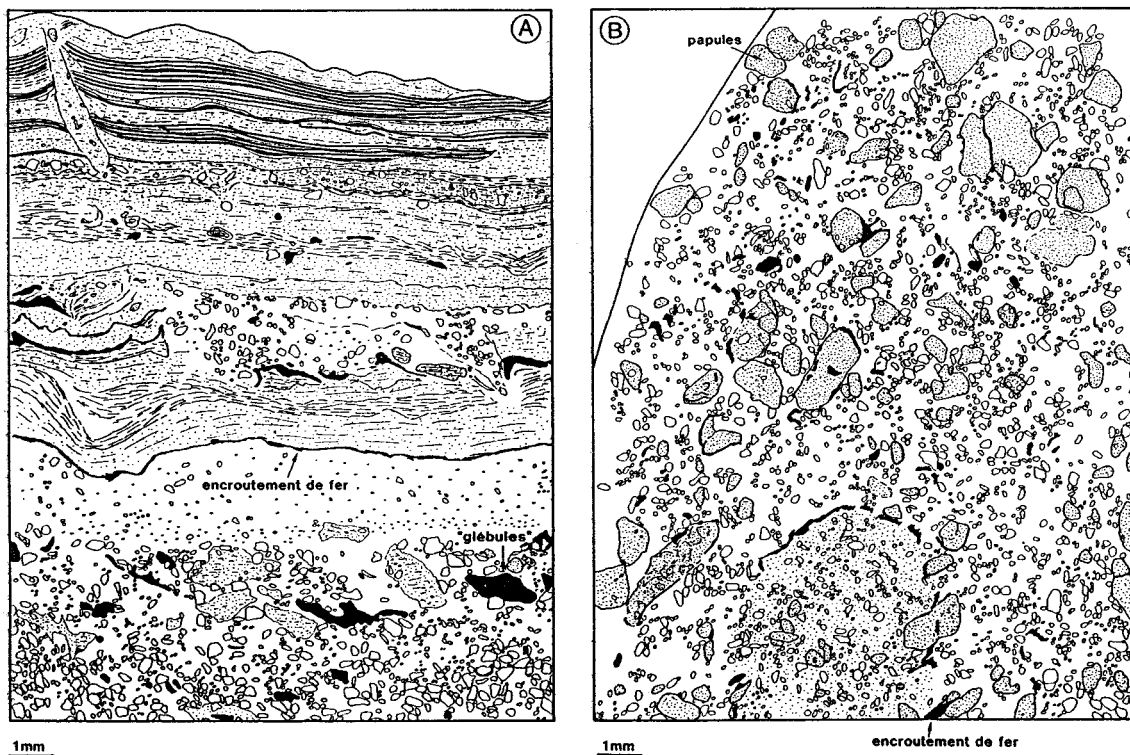 A
encroutement de fer
glébules
1mm
B
papules
1mm
encroutement de fer